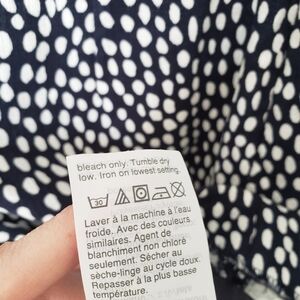 bleach only. Tumble dry
low. Iron on lowest setting.
30
Laver à la machine à l'eau
froide. Avec des couleurs
similaires. Agent de
blanchiment non chloré
seulement. Sécher au
sèche-linge au cycle doux.
Repasser à la plus basse
température.